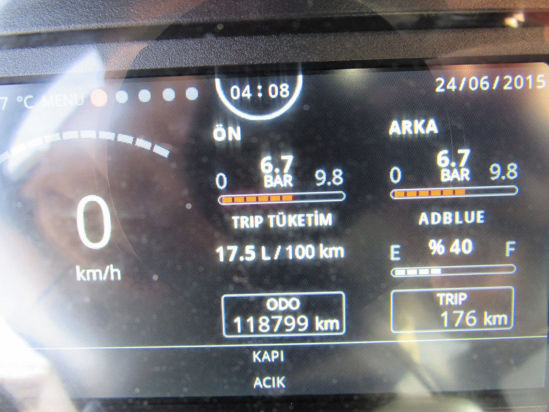 7 °C MENU
04:08
24/06/2015
ÖN
ARKA
0 6.7 BAR 9.8
0 6.7 BAR 9.8
TRIP TÜKETİM
ADBLUE
17.5 L / 100 km
E % 40 F
0
km/h
ODO
118799 km
TRIP
176 km
KAPI
ACIK